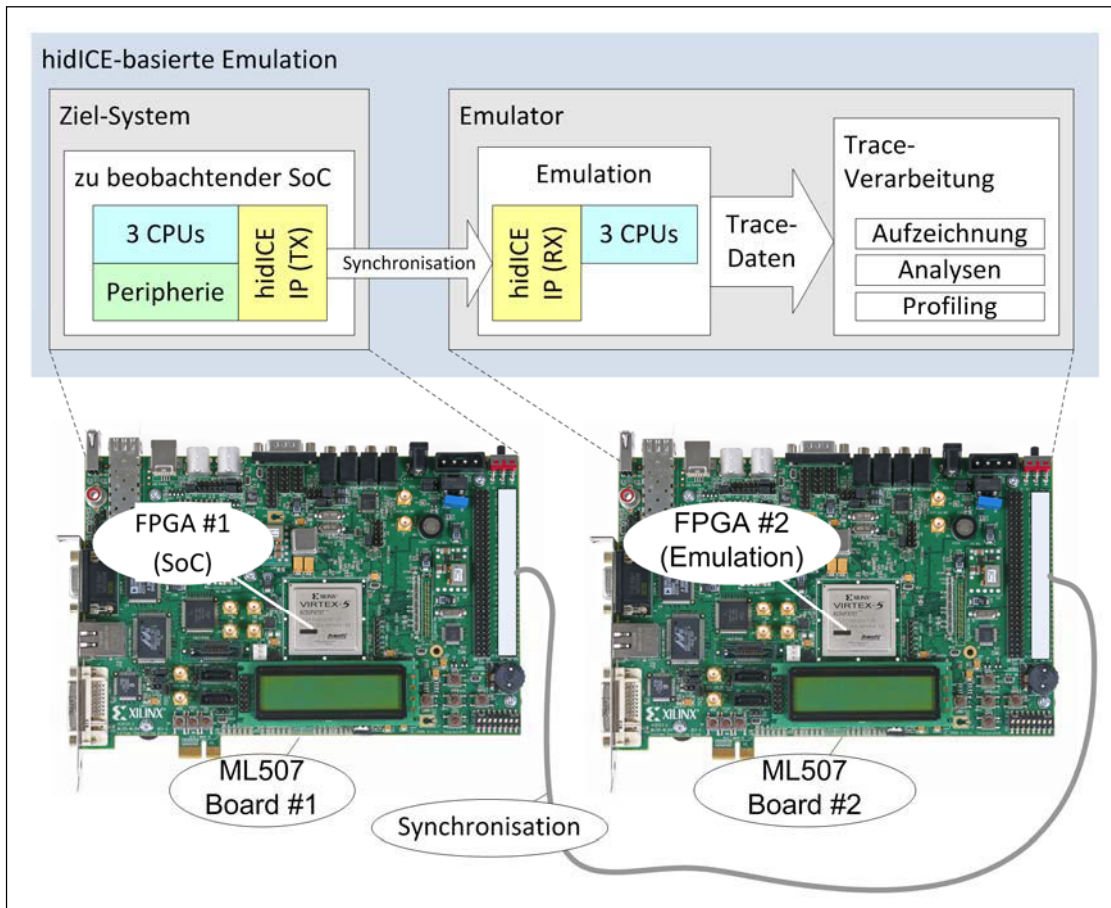 hidICE-basierte Emulation
Ziel-System
zu beobachtender SoC
3 CPUs
Peripherie
hidICE
IP (TX)
Synchronisation
Emulator
Emulation
hidICE
IP (RX)
3 CPUs
Trace-
Daten
Trace-
Verarbeitung
Aufzeichnung
Analysen
Profiling
FPGA #1
(SoC)
XILINX
VIRTEX-5
XILINX
ML507
Board #1
FPGA #2
(Emulation)
XILINX
VIRTEX-5
XILINX
ML507
Board #2
Synchronisation